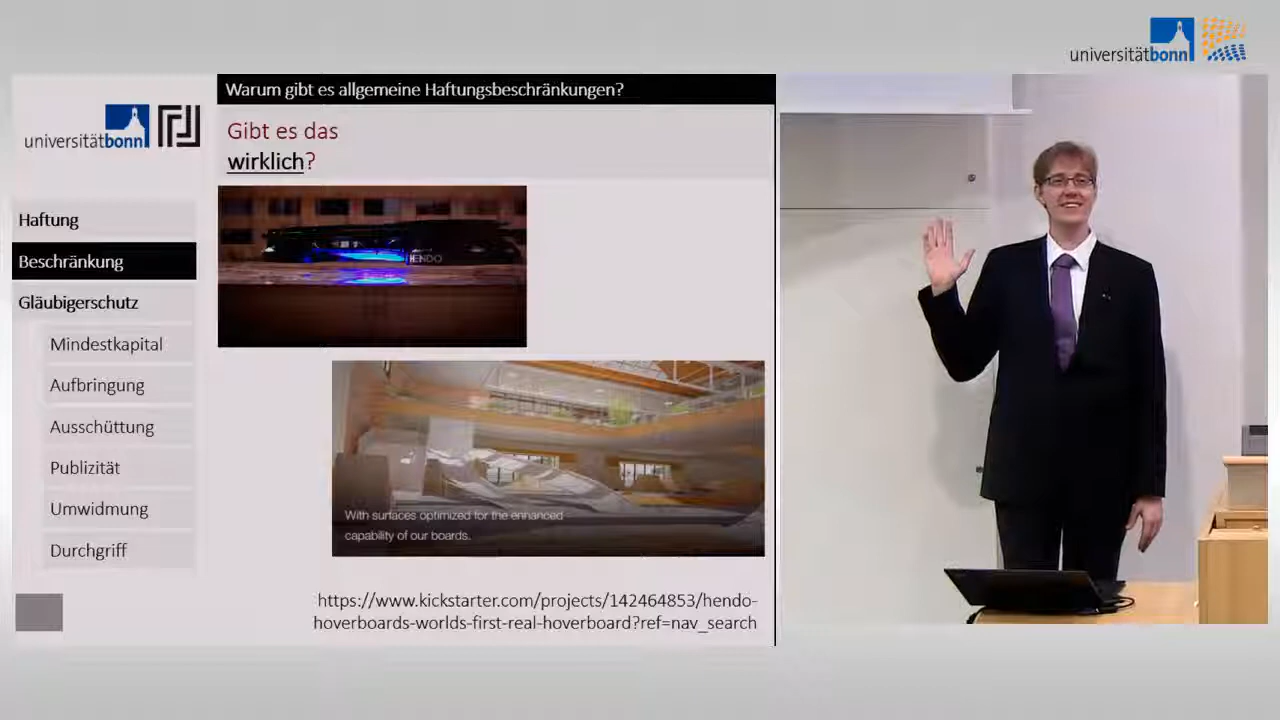 universitätbonn
Warum gibt es allgemeine Haftungsbeschränkungen?
universitätbonn
Gibt es das
wirklich?
Haftung
Beschränkung
Gläubigerschutz
Mindestkapital
Aufbringung
Ausschüttung
Publizität
Umwidmung
Durchgriff
HENDO
With surfaces optimized for the enhanced
capability of our boards.
https://www.kickstarter.com/projects/142464853/hendo-
hoverboards-worlds-first-real-hoverboard?ref=nav_search